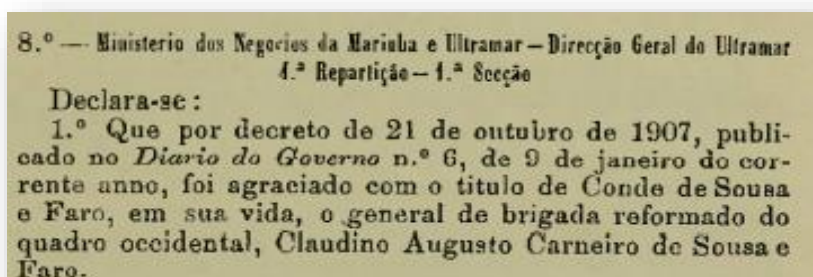 8.º — Ministerio dos Negocios da Marinha e Ultramar — Direcção Geral do Ultramar
1.ª Repartição — 1.ª Secção
Declara-se:
1.º Que por decreto de 21 de outubro de 1907, publi-
cado no Diario do Governo n.º 6, de 9 de janeiro do cor-
rente anno, foi agraciado com o titulo de Conde de Sousa
e Faro, em sua vida, o general de brigada reformado do
quadro occidental, Claudino Augusto Carneiro de Sousa e
Faro.